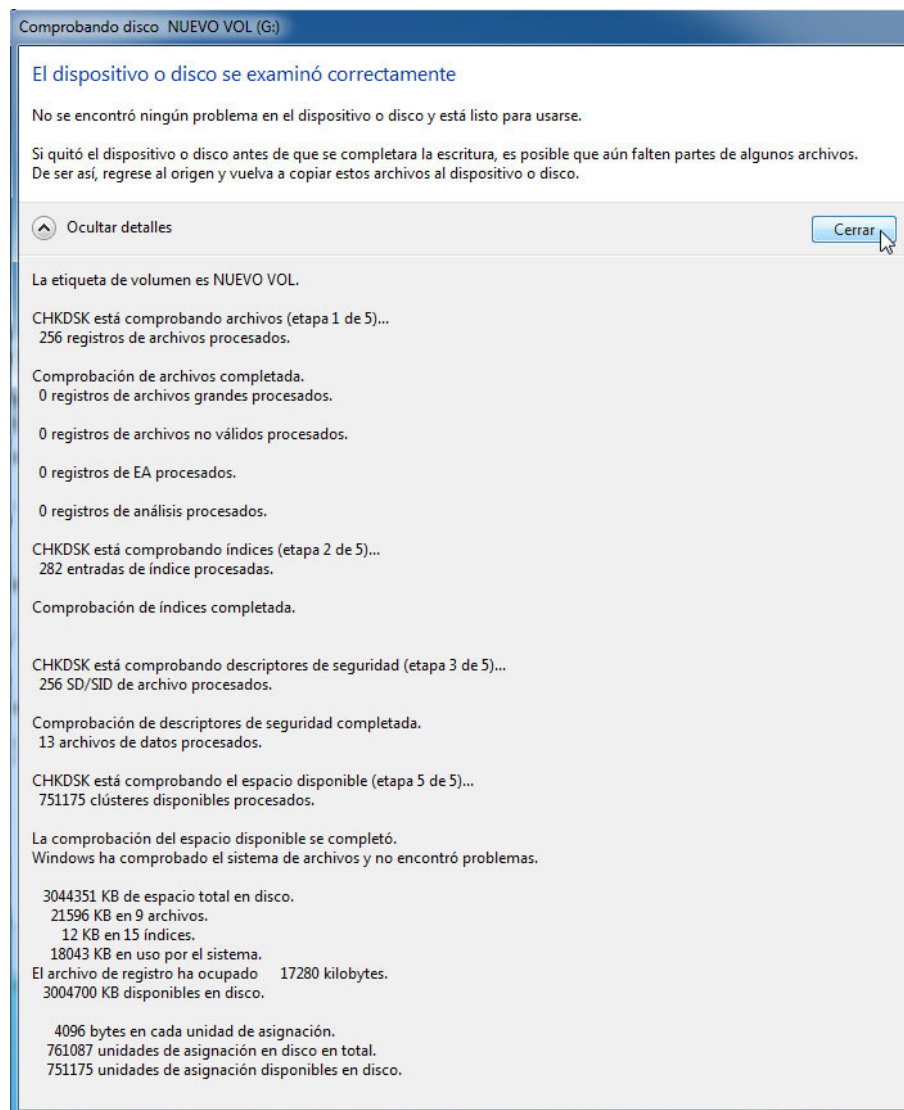 Comprobando disco NUEVO VOL (G:)
El dispositivo o disco se examinó correctamente
No se encontró ningún problema en el dispositivo o disco y está listo para usarse.
Si quitó el dispositivo o disco antes de que se completara la escritura, es posible que aún falten partes de algunos archivos.
De ser así, regrese al origen y vuelva a copiar estos archivos al dispositivo o disco.
Ocultar detalles
Cerrar
La etiqueta de volumen es NUEVO VOL.
CHKDSK está comprobando archivos (etapa 1 de 5)...
256 registros de archivos procesados.
Comprobación de archivos completada.
0 registros de archivos grandes procesados.
0 registros de archivos no válidos procesados.
0 registros de EA procesados.
0 registros de análisis procesados.
CHKDSK está comprobando índices (etapa 2 de 5)...
282 entradas de índice procesadas.
Comprobación de índices completada.
CHKDSK está comprobando descriptores de seguridad (etapa 3 de 5)...
256 SD/SID de archivo procesados.
Comprobación de descriptores de seguridad completada.
13 archivos de datos procesados.
CHKDSK está comprobando el espacio disponible (etapa 5 de 5)...
751175 clústeres disponibles procesados.
La comprobación del espacio disponible se completó.
Windows ha comprobado el sistema de archivos y no encontró problemas.
3044351 KB de espacio total en disco.
21596 KB en 9 archivos.
12 KB en 15 índices.
18043 KB en uso por el sistema.
El archivo de registro ha ocupado 17280 kilobytes.
3004700 KB disponibles en disco.
4096 bytes en cada unidad de asignación.
761087 unidades de asignación en disco en total.
751175 unidades de asignación disponibles en disco.